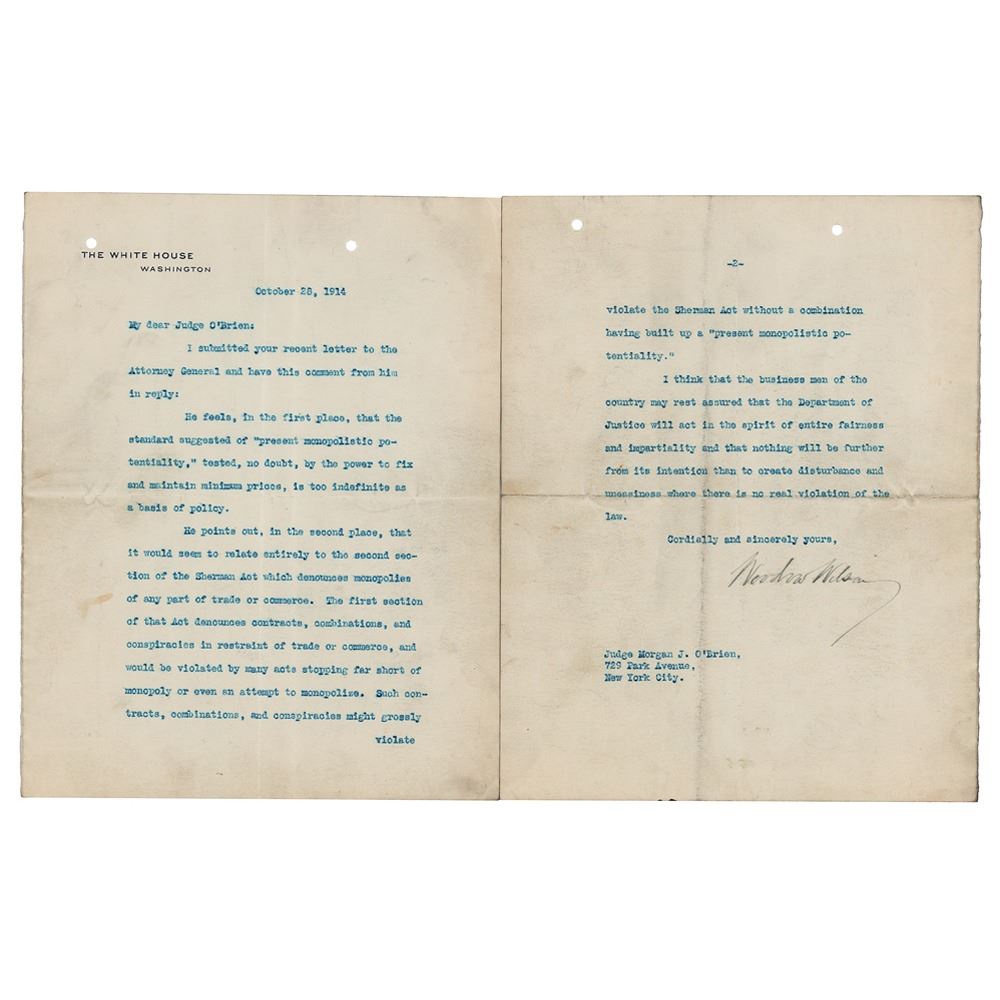 THE WHITE HOUSE
WASHINGTON
October 28, 1914
My dear Judge O'Brien:
I submitted your recent letter to the
Attorney General and have this comment from him
in reply:
He feels, in the first place, that the
standard suggested of "present monopolistic po-
tentiality," tested, no doubt, by the power to fix
and maintain minimum prices, is too indefinite as
a basis of policy.
He points out, in the second place, that
it would seem to relate entirely to the second sec-
tion of the Sherman Act which denounces monopolies
of any part of trade or commerce. The first section
of that Act denounces contracts, combinations, and
conspiracies in restraint of trade or commerce, and
would be violated by many acts stopping far short of
monopoly or even an attempt to monopolize. Such con-
tracts, combinations, and conspiracies might grossly
violate
-2-
violate the Sherman Act without a combination
having built up a "present monopolistic po-
tentiality."
I think that the business men of the
country may rest assured that the Department of
Justice will act in the spirit of entire fairness
and impartiality and that nothing will be further
from its intention than to create disturbance and
uneasiness where there is no real violation of the
law.
Cordially and sincerely yours,
Woodrow Wilson
Judge Morgan J. O'Brien,
729 Park Avenue,
New York City.